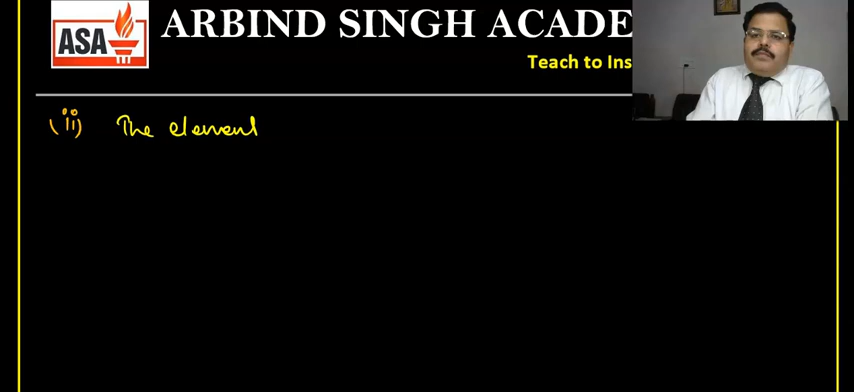 ASA
ARBIND SINGH ACADE
Teach to Ins
(ii) The element